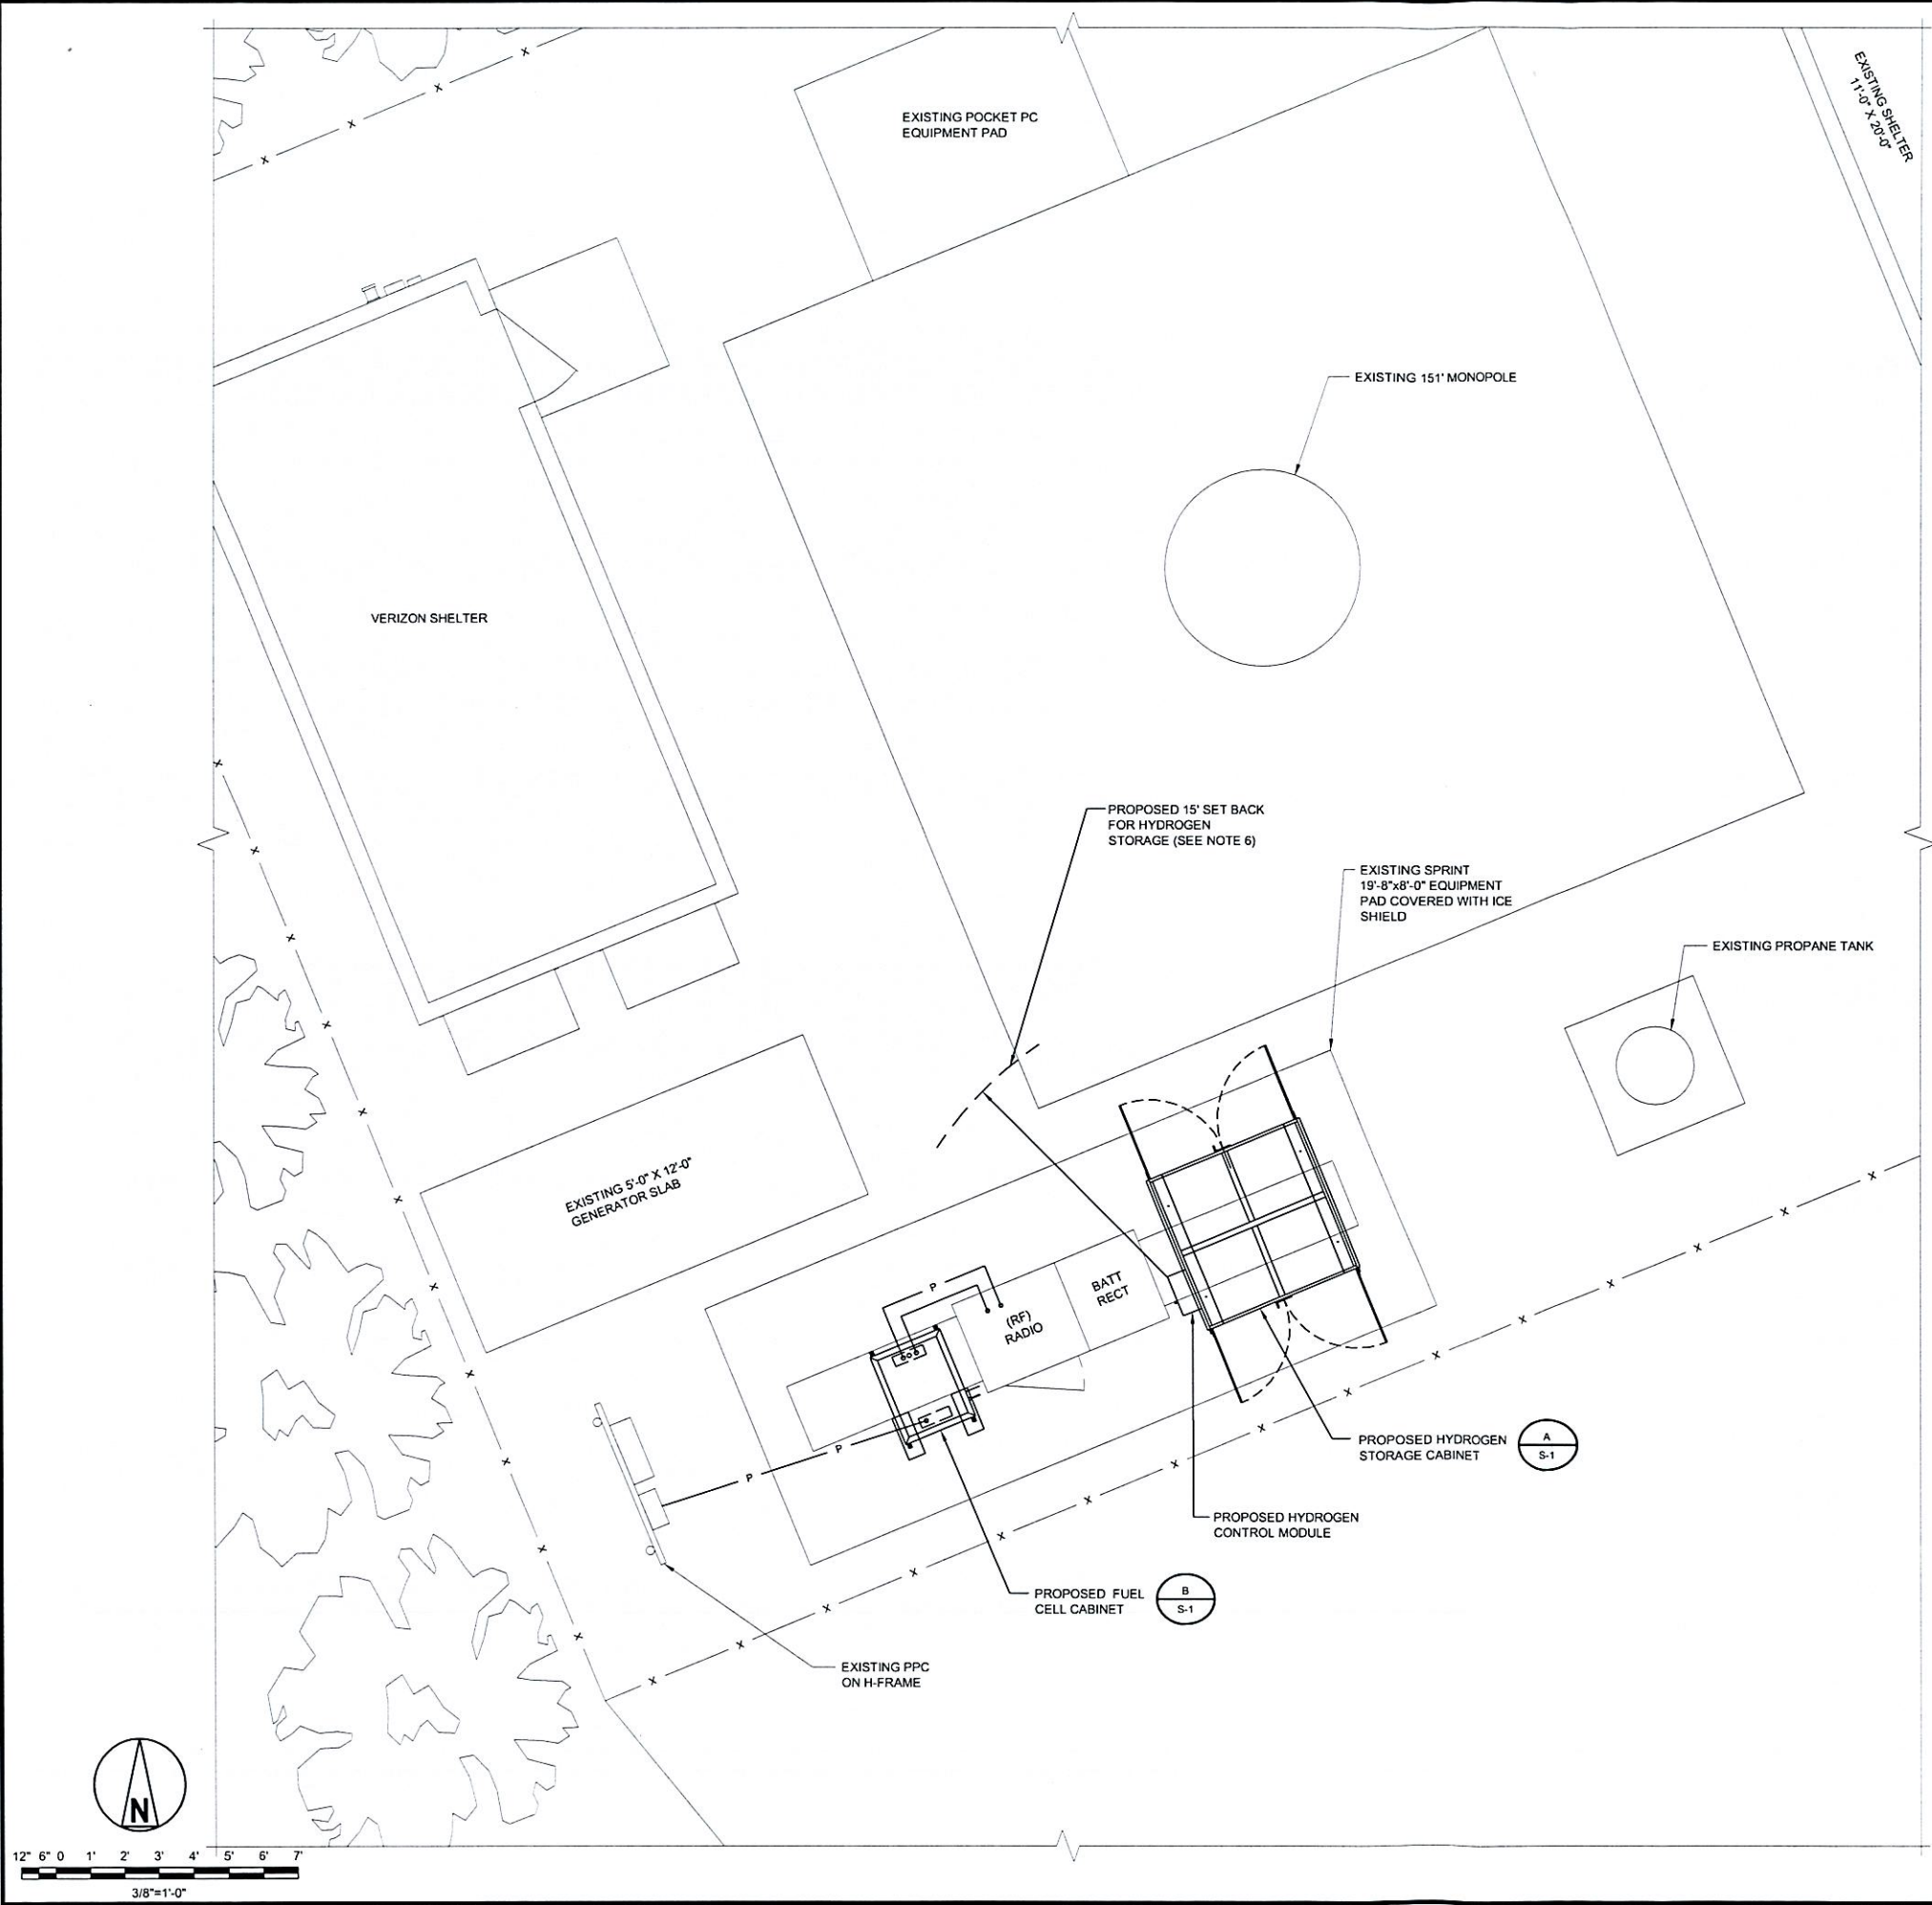 EXISTING POCKET PC
EQUIPMENT PAD
EXISTING SHELTER
11'-0" X 20'-0"
EXISTING 151' MONOPOLE
VERIZON SHELTER
PROPOSED 15' SET BACK
FOR HYDROGEN
STORAGE (SEE NOTE 6)
EXISTING SPRINT
19'-8"x8'-0" EQUIPMENT
PAD COVERED WITH ICE
SHIELD
EXISTING PROPANE TANK
EXISTING 5'-0" X 12'-0"
GENERATOR SLAB
BATT
RECT
(RF)
RADIO
P
P
P
PROPOSED HYDROGEN
STORAGE CABINET
A
S-1
PROPOSED HYDROGEN
CONTROL MODULE
PROPOSED FUEL
CELL CABINET
B
S-1
EXISTING PPC
ON H-FRAME
N
12" 6" 0 1' 2' 3' 4' 5' 6' 7'
3/8"=1'-0"